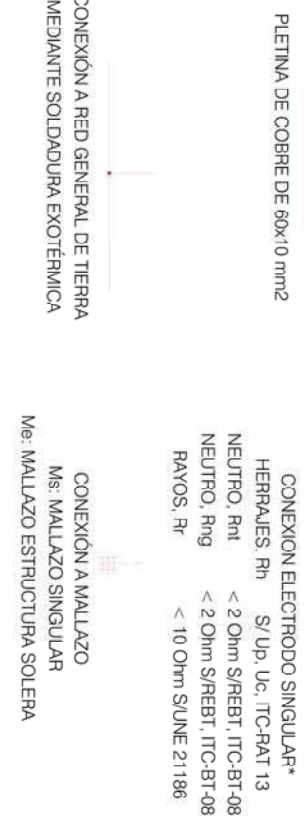 PLETINA DE COBRE DE 60x10 mm2
CONEXIÓN A RED GENERAL DE TIERRA
MEDIANTE SOLDADURA EXOTÉRMICA
CONEXION ELECTRODO SINGULAR*
HERRAJES, Rh S/ Up, Uc, ITC-RAT 13
NEUTRO, Rnt < 2 Ohm S/REBT, ITC-BT-08
NEUTRO, Rng < 2 Ohm S/REBT, ITC-BT-08
RAYOS, Rr < 10 Ohm S/UNE 21186
CONEXIÓN A MALLAZO
Ms: MALLAZO SINGULAR
Me: MALLAZO ESTRUCTURA SOLERA